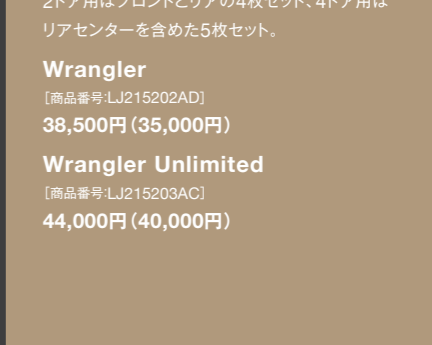 2ドア用はフロントとリアの4枚セット、4ドア用は
リアセンターを含めた5枚セット。
Wrangler
[商品番号:LJ215202AD]
38,500円（35,000円）
Wrangler Unlimited
[商品番号:LJ215203AC]
44,000円（40,000円）